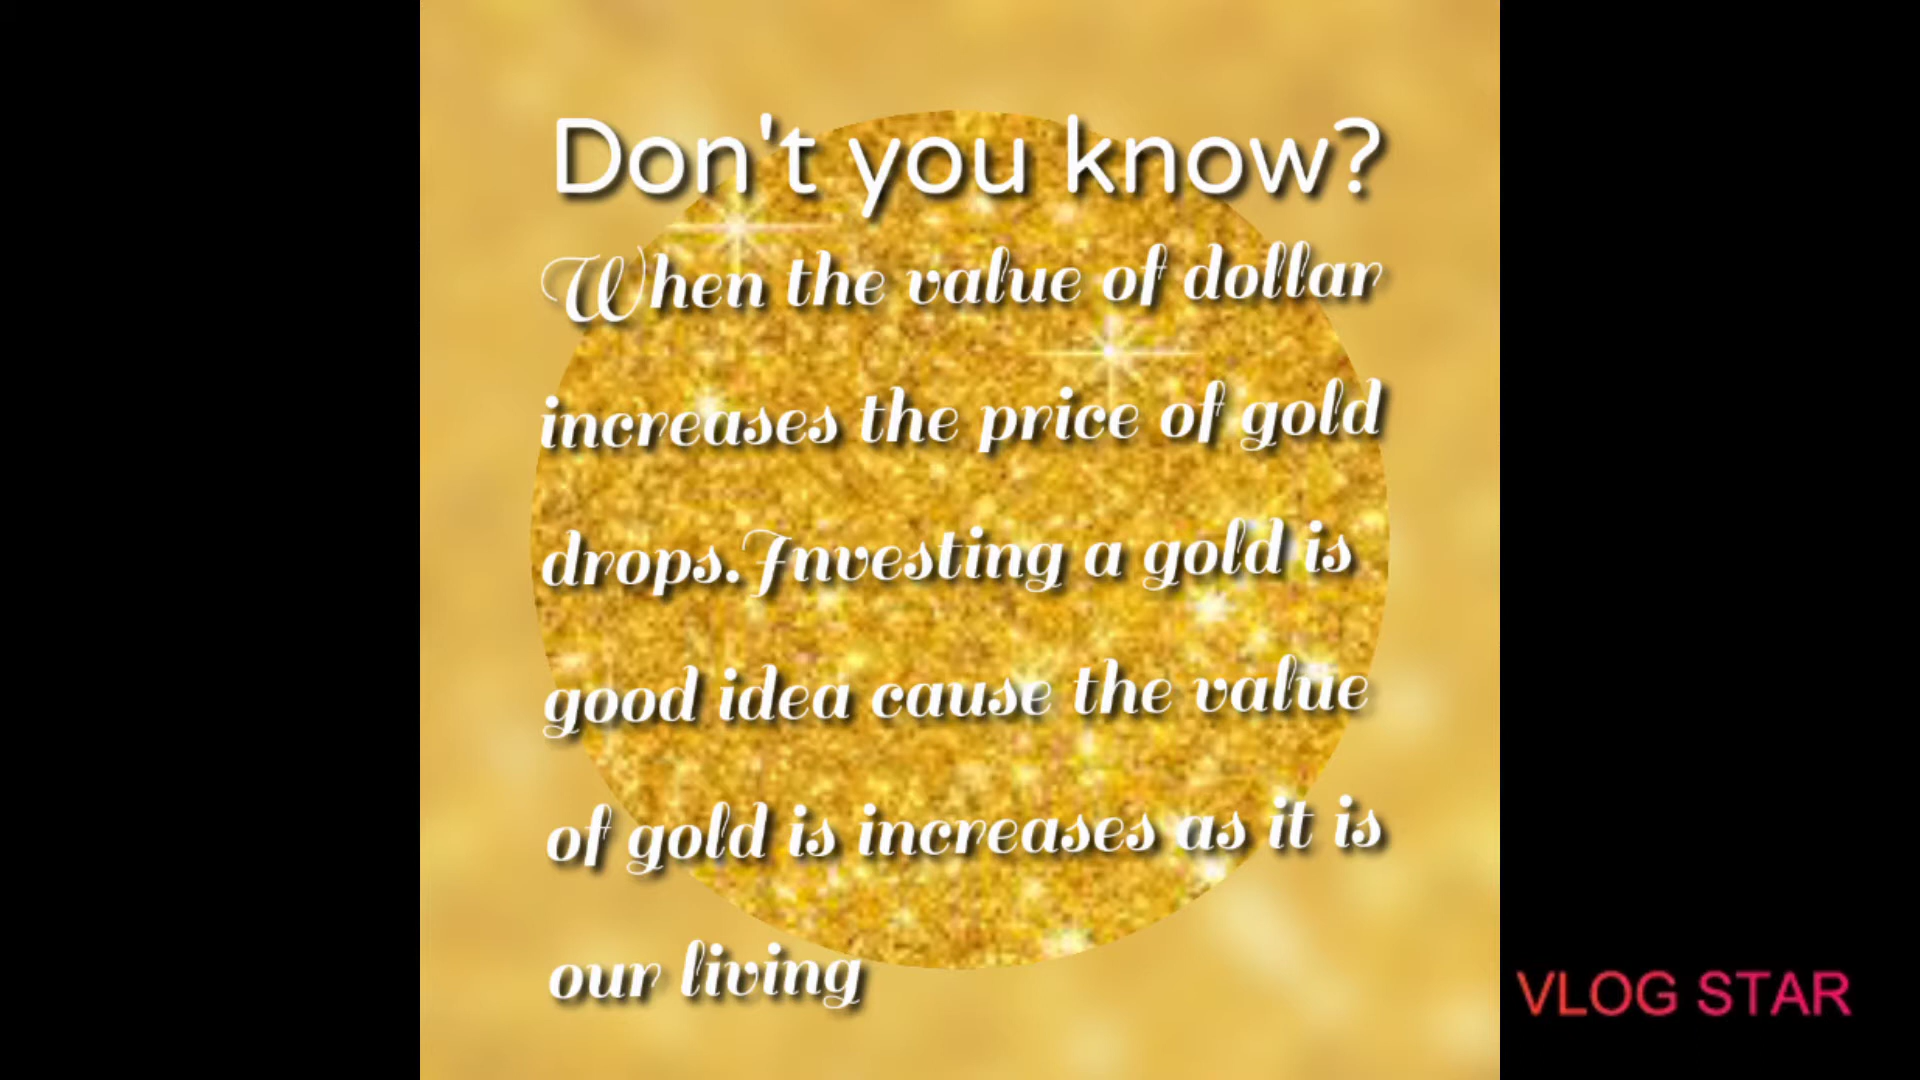 Don't you know?
When the value of dollar
increases the price of gold
drops.Investing a gold is
good idea cause the value
of gold is increases as it is
our living
VLOG STAR